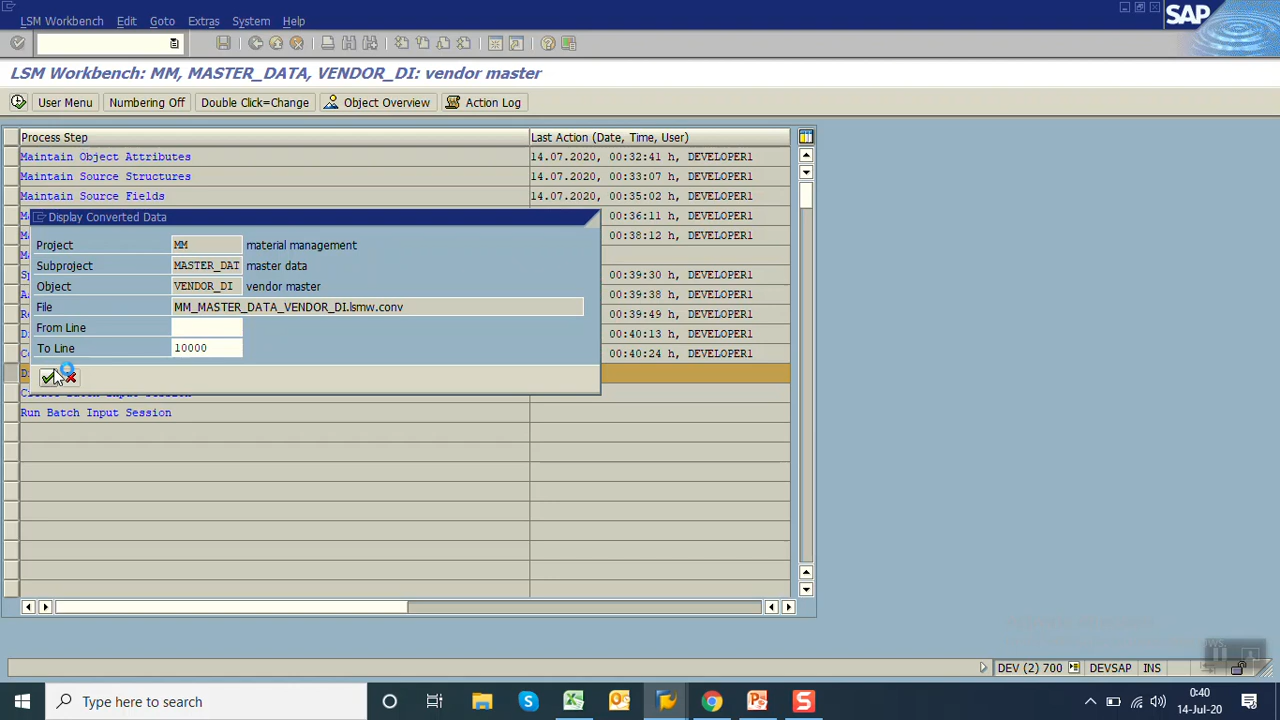 LSM Workbench Edit Goto Extras System Help
SAP
LSM Workbench: MM, MASTER_DATA, VENDOR_DI: vendor master
User Menu Numbering Off Double Click=Change Object Overview Action Log
Process Step Last Action (Date, Time, User)
Maintain Object Attributes 14.07.2020, 00:32:41 h, DEVELOPER1
Maintain Source Structures 14.07.2020, 00:33:07 h, DEVELOPER1
Maintain Source Fields 14.07.2020, 00:35:02 h, DEVELOPER1
00:36:11 h, DEVELOPER1
00:38:12 h, DEVELOPER1
00:39:30 h, DEVELOPER1
00:39:38 h, DEVELOPER1
00:39:49 h, DEVELOPER1
00:40:13 h, DEVELOPER1
00:40:24 h, DEVELOPER1
Display Converted Data
Project MM material management
Subproject MASTER_DAT master data
Object VENDOR_DI vendor master
File MM_MASTER_DATA_VENDOR_DI.lsmw.conv
From Line
To Line 10000
Create Batch Input Session
Run Batch Input Session
DEV (2) 700 DEVSAP INS
Type here to search
0:40
14-Jul-20